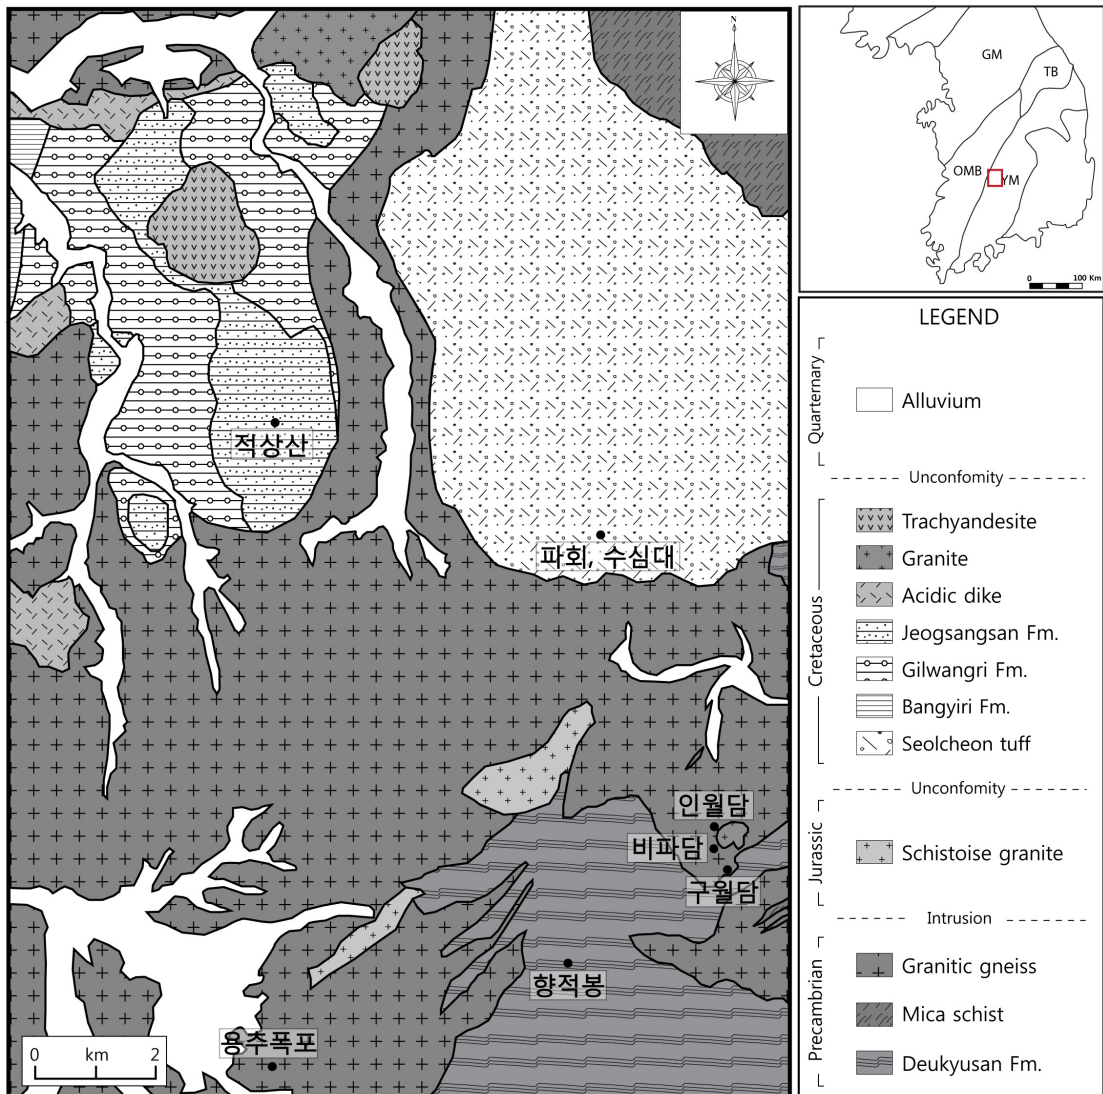 N
적상산
파회, 수심대
인월담
비파담
구월담
향적봉
용추폭포
0 km 2
GM
TB
OMB
YM
0 100 Km
LEGEND
Quarternary
Alluvium
Unconfomity
Cretaceous
Trachyandesite
Granite
Acidic dike
Jeogsangsan Fm.
Gilwangri Fm.
Bangyiri Fm.
Seolcheon tuff
Unconfomity
Jurassic
Schistoise granite
Intrusion
Precambrian
Granitic gneiss
Mica schist
Deukyusan Fm.